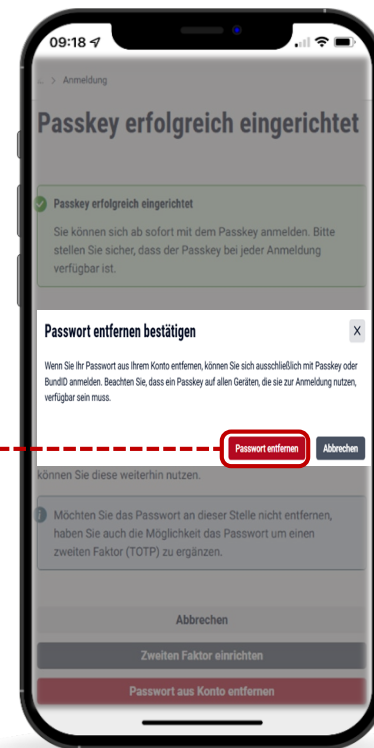 09:18
... > Anmeldung
Passkey erfolgreich eingerichtet
Passkey erfolgreich eingerichtet
Sie können sich ab sofort mit dem Passkey anmelden. Bitte
stellen Sie sicher, dass der Passkey bei jeder Anmeldung
verfügbar ist.
Passwort entfernen bestätigen
X
Wenn Sie Ihr Passwort aus Ihrem Konto entfernen, können Sie sich ausschließlich mit Passkey oder
BundID anmelden. Beachten Sie, dass ein Passkey auf allen Geräten, die sie zur Anmeldung nutzen,
verfügbar sein muss.
Passwort entfernen
Abbrechen
können Sie diese weiterhin nutzen.
Möchten Sie das Passwort an dieser Stelle nicht entfernen,
haben Sie auch die Möglichkeit das Passwort um einen
zweiten Faktor (TOTP) zu ergänzen.
Abbrechen
Zweiten Faktor einrichten
Passwort aus Konto entfernen